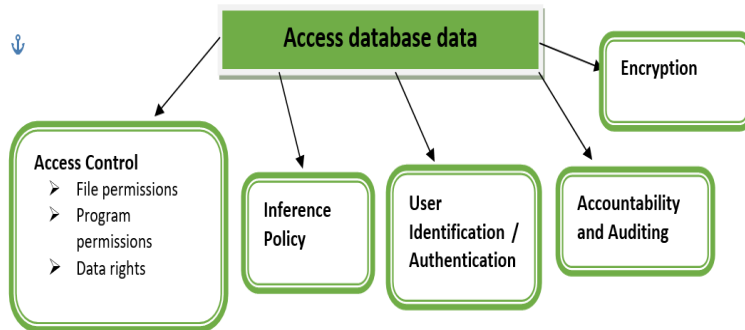 Access database data
Encryption
Access Control
➢ File permissions
➢ Program
permissions
➢ Data rights
Inference
Policy
User
Identification /
Authentication
Accountability
and Auditing